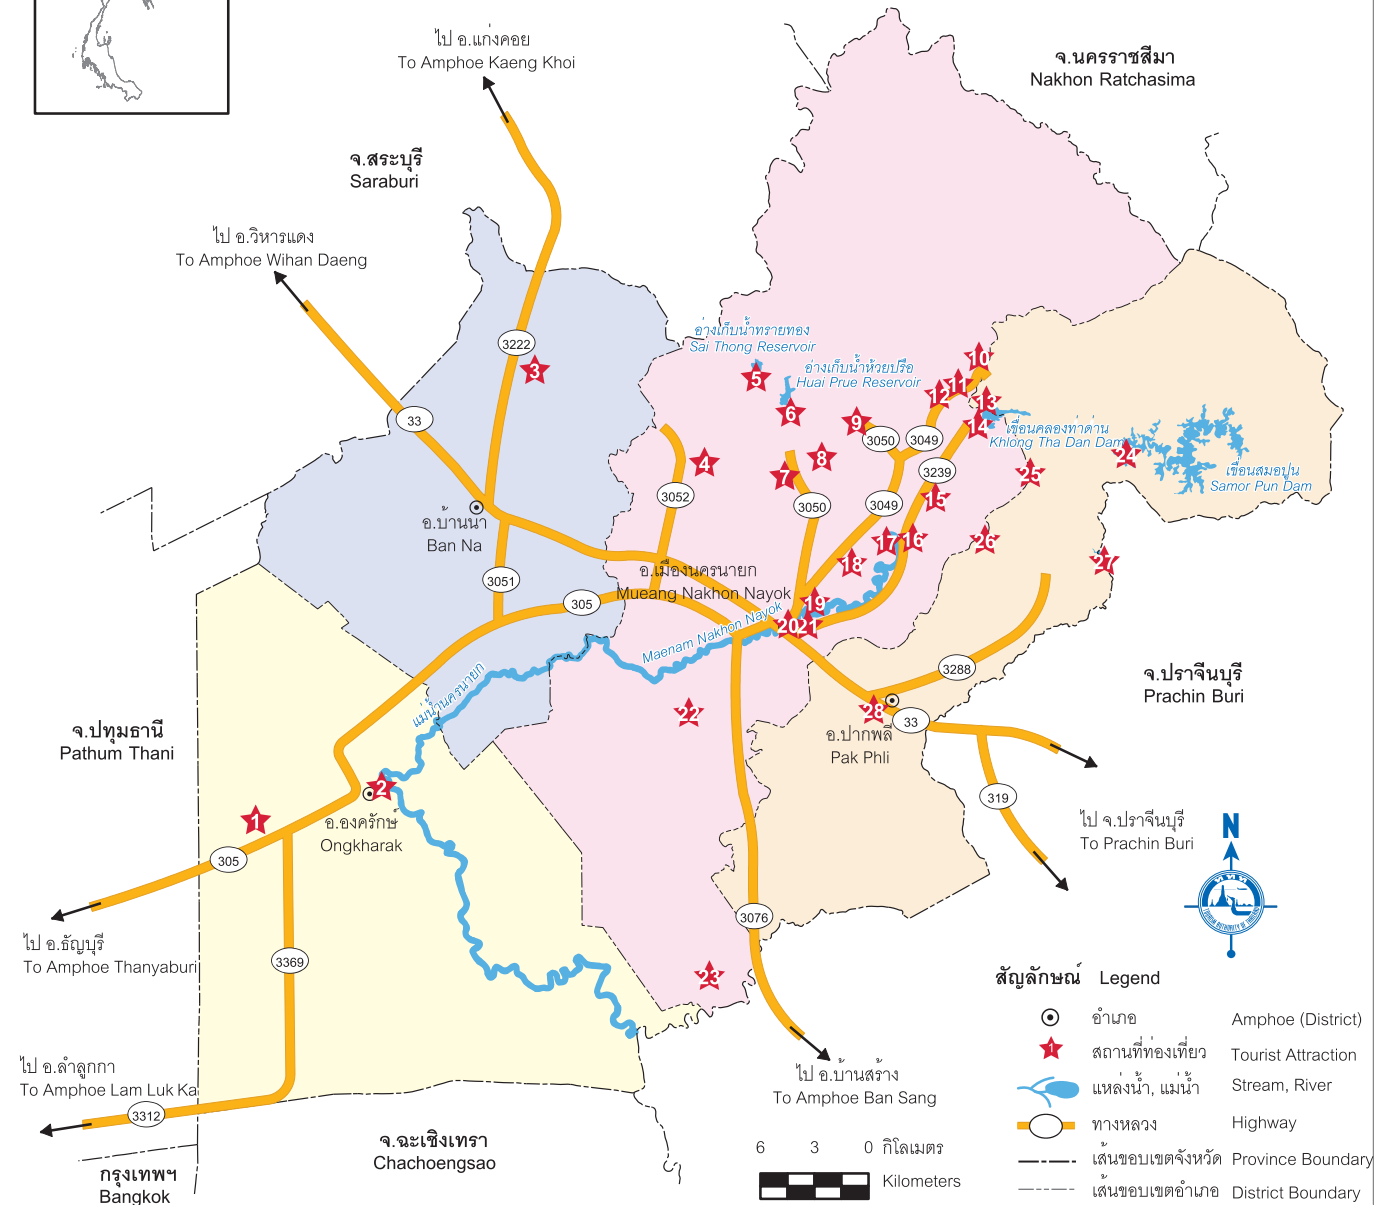 ไป อ.แก่งคอย
To Amphoe Kaeng Khoi
จ.นครราชสีมา
Nakhon Ratchasima
จ.สระบุรี
Saraburi
ไป อ.วิหารแดง
To Amphoe Wihan Daeng
3222
3
33
อ่างเก็บน้ำทรายทอง
Sai Thong Reservoir
5
อ่างเก็บน้ำห้วยปรือ
Huai Prue Reservoir
6
10
11
12
13
14
9
3050
3049
เขื่อนคลองท่าด่าน
Khlong Tha Dan Dam
24
เขื่อนสมอปูน
Samor Pun Dam
4
8
7
3239
25
3052
3050
3049
15
อ.บ้านนา
Ban Na
17
16
26
27
18
3051
305
อ.เมืองนครนายก
Mueang Nakhon Nayok
19
20
21
Maenam Nakhon Nayok
แม่น้ำนครนายก
3288
จ.ปราจีนบุรี
Prachin Buri
22
28
33
อ.ปากพลี
Pak Phli
จ.ปทุมธานี
Pathum Thani
2
1
อ.องครักษ์
Ongkharak
319
ไป จ.ปราจีนบุรี
To Prachin Buri
N
ททท
TOURISM AUTHORITY OF THAILAND
305
3076
ไป อ.ธัญบุรี
To Amphoe Thanyaburi
3369
23
สัญลักษณ์ Legend
อำเภอ Amphoe (District)
1 สถานที่ท่องเที่ยว Tourist Attraction
แหล่งน้ำ, แม่น้ำ Stream, River
ทางหลวง Highway
เส้นขอบเขตจังหวัด Province Boundary
เส้นขอบเขตอำเภอ District Boundary
ไป อ.ลำลูกกา
To Amphoe Lam Luk Ka
3312
ไป อ.บ้านสร้าง
To Amphoe Ban Sang
จ.ฉะเชิงเทรา
Chachoengsao
กรุงเทพฯ
Bangkok
6 3 0 กิโลเมตร
Kilometers